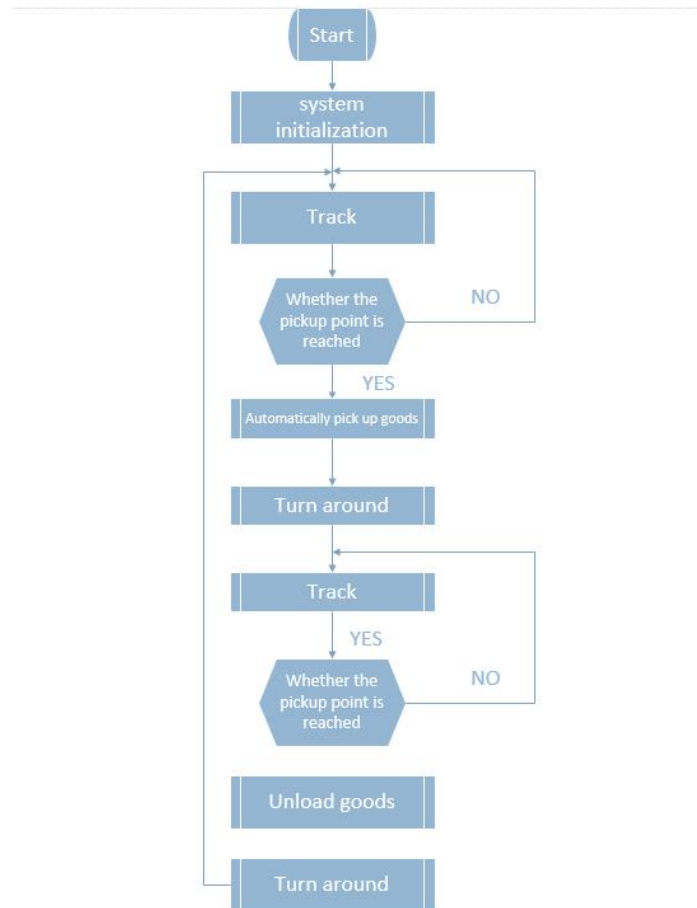 Start
system
initialization
Track
Whether the
pickup point is
reached
NO
YES
Automatically pick up goods
Turn around
Track
YES
Whether the
pickup point is
reached
NO
Unload goods
Turn around